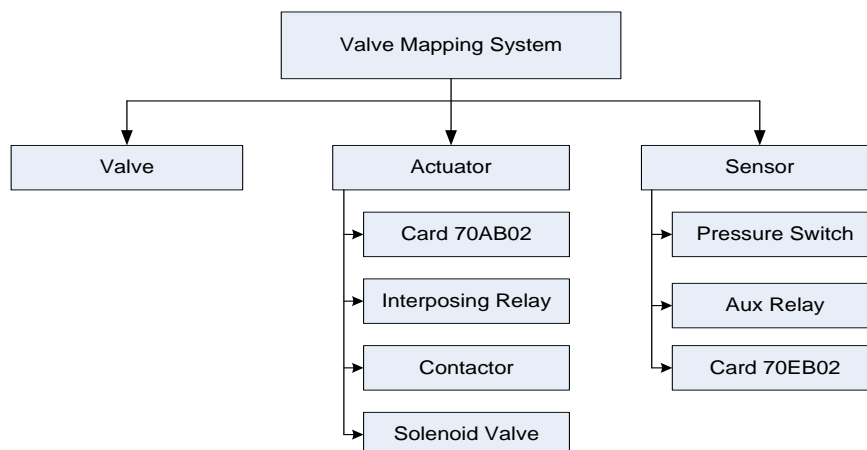 Valve Mapping System
Valve
Actuator
Sensor
Card 70AB02
Interposing Relay
Contactor
Solenoid Valve
Pressure Switch
Aux Relay
Card 70EB02